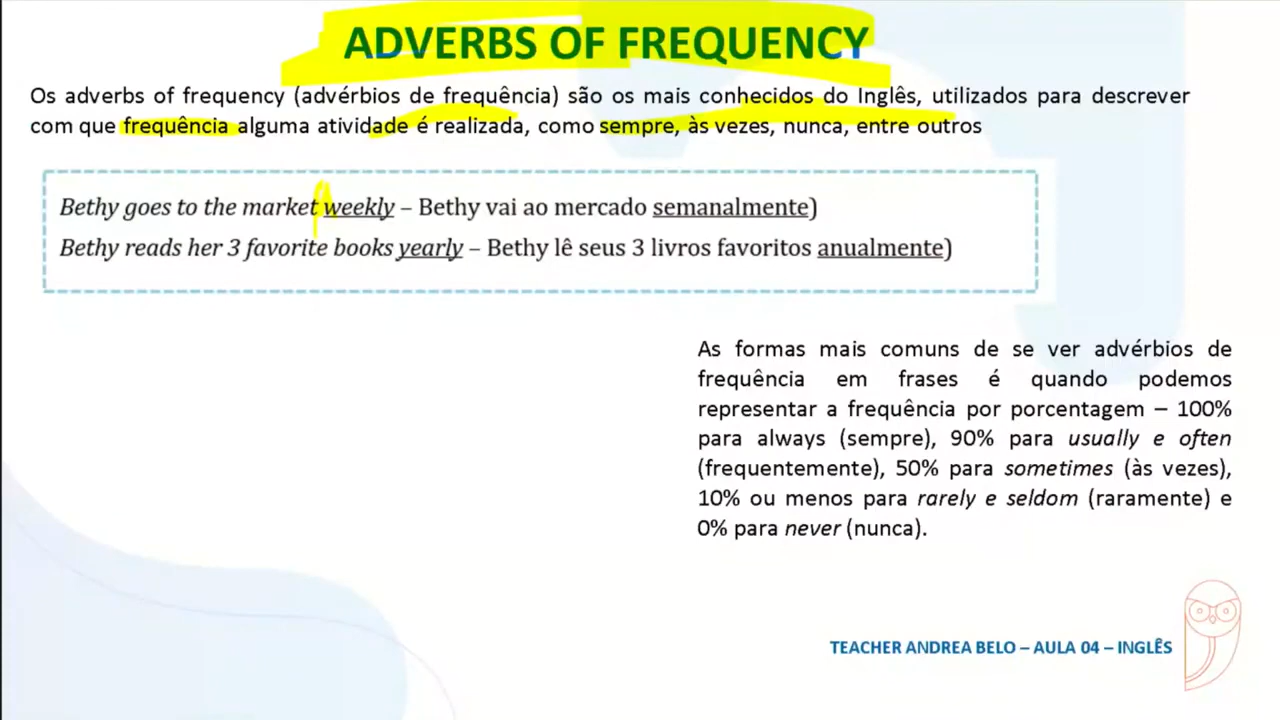 ADVERBS OF FREQUENCY
Os adverbs of frequency (advérbios de frequência) são os mais conhecidos do Inglês, utilizados para descrever
com que frequência alguma atividade é realizada, como sempre, às vezes, nunca, entre outros
Bethy goes to the market weekly – Bethy vai ao mercado semanalmente)
Bethy reads her 3 favorite books yearly – Bethy lê seus 3 livros favoritos anualmente)
As formas mais comuns de se ver advérbios de
frequência em frases é quando podemos
representar a frequência por porcentagem – 100%
para always (sempre), 90% para usually e often
(frequentemente), 50% para sometimes (às vezes),
10% ou menos para rarely e seldom (raramente) e
0% para never (nunca).
TEACHER ANDREA BELO – AULA 04 – INGLÊS